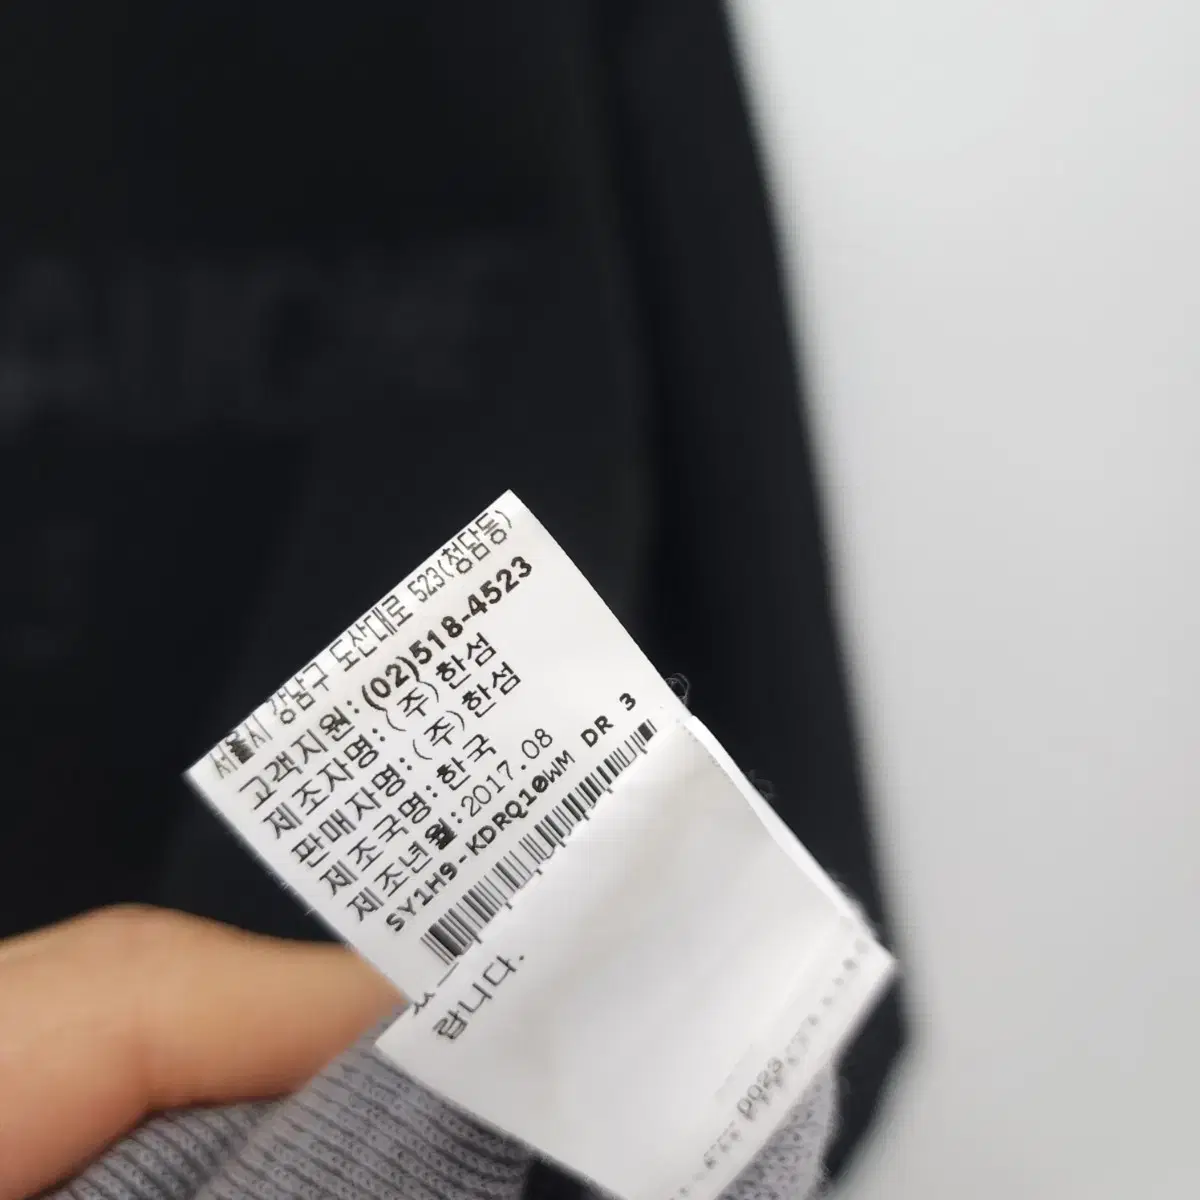 서울시 강남구 도산대로 523(청담동)
고객지원:(02)518-4523
제조자명:(주)한섬
판매자명:(주)한섬
제조국명:한국
제조년월:2017.08
SY1H9-KDRQ10WM DR 3
랍니다.
D023